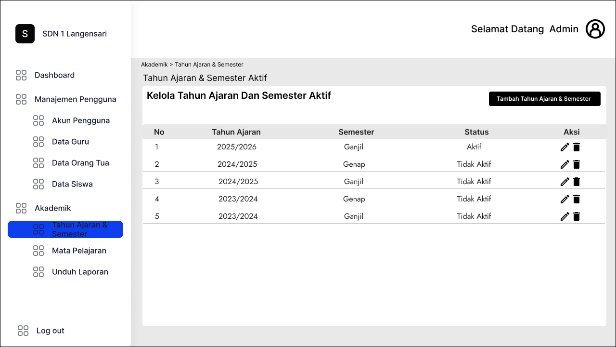 S
SDN 1 Langensari
Selamat Datang Admin
Dashboard
Manajemen Pengguna
Akun Pengguna
Data Guru
Data Orang Tua
Data Siswa
Akademik
Tahun Ajaran &
Semester
Mata Pelajaran
Unduh Laporan
Log out
Akademik > Tahun Ajaran & Semester
Tahun Ajaran & Semester Aktif
Kelola Tahun Ajaran Dan Semester Aktif
Tambah Tahun Ajaran & Semester
No Tahun Ajaran Semester Status Aksi
1 2025/2026 Ganjil Aktif
2 2024/2025 Genap Tidak Aktif
3 2024/2025 Ganjil Tidak Aktif
4 2023/2024 Genap Tidak Aktif
5 2023/2024 Ganjil Tidak Aktif